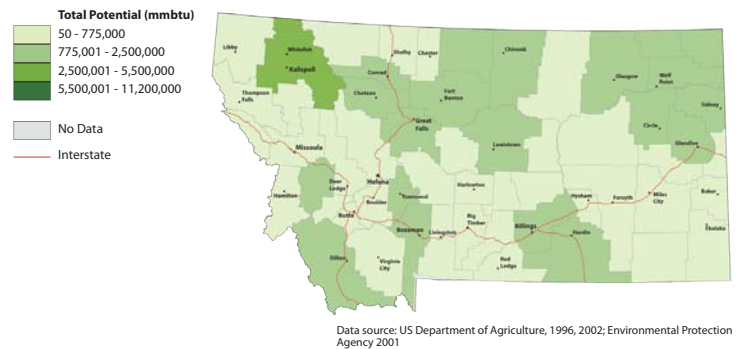 Total Potential (mmbtu)
50 - 775,000
775,001 - 2,500,000
2,500,001 - 5,500,000
5,500,001 - 11,200,000
No Data
Interstate
Libby
Whitefish
Kalispell
Shelby
Chester
Chinook
Conrad
Choteau
Fort
Benton
Glasgow
Wolf
Point
Sidney
Thompson
Falls
Great
Falls
Circle
Glendive
Missoula
Lewistown
Helena
Deer
Lodge
Hamilton
Boulder
Townsend
Harlowton
Butte
Bozeman
Livingston
Big
Timber
Billings
Hysham
Forsyth
Miles
City
Baker
Hardin
Ekalaka
Dillon
Virginia
City
Red
Lodge
Data source: US Department of Agriculture, 1996, 2002; Environmental Protection
Agency 2001